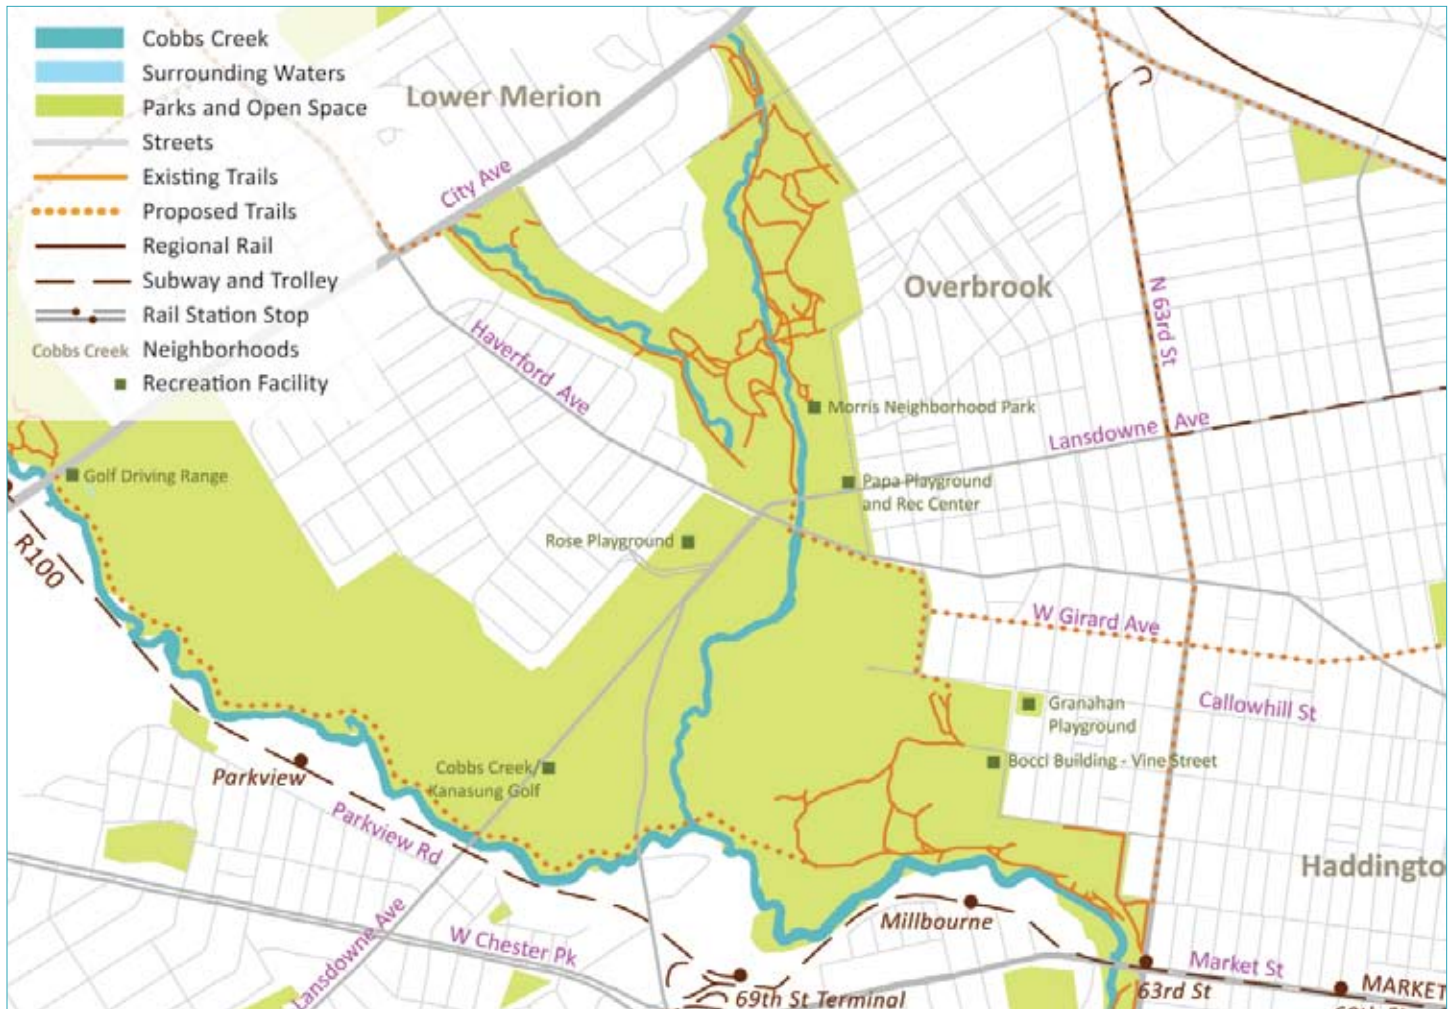 Cobbs Creek
Surrounding Waters
Parks and Open Space
Streets
Existing Trails
Proposed Trails
Regional Rail
Subway and Trolley
Rail Station Stop
Cobbs Creek Neighborhoods
Recreation Facility
Lower Merion
City Ave
Overbrook
N 63rd St
Haverford Ave
Morris Neighborhood Park
Lansdowne Ave
Golf Driving Range
Papa Playground
and Rec Center
Rose Playground
R100
W Girard Ave
Granahan
Playground
Callowhill St
Parkview
Cobbs Creek/
Kanasung Golf
Bocci Building - Vine Street
Parkview Rd
Haddingto
Millbourne
Lansdowne Ave
W Chester Pk
Market St
69th St Terminal
63rd St
MARKET